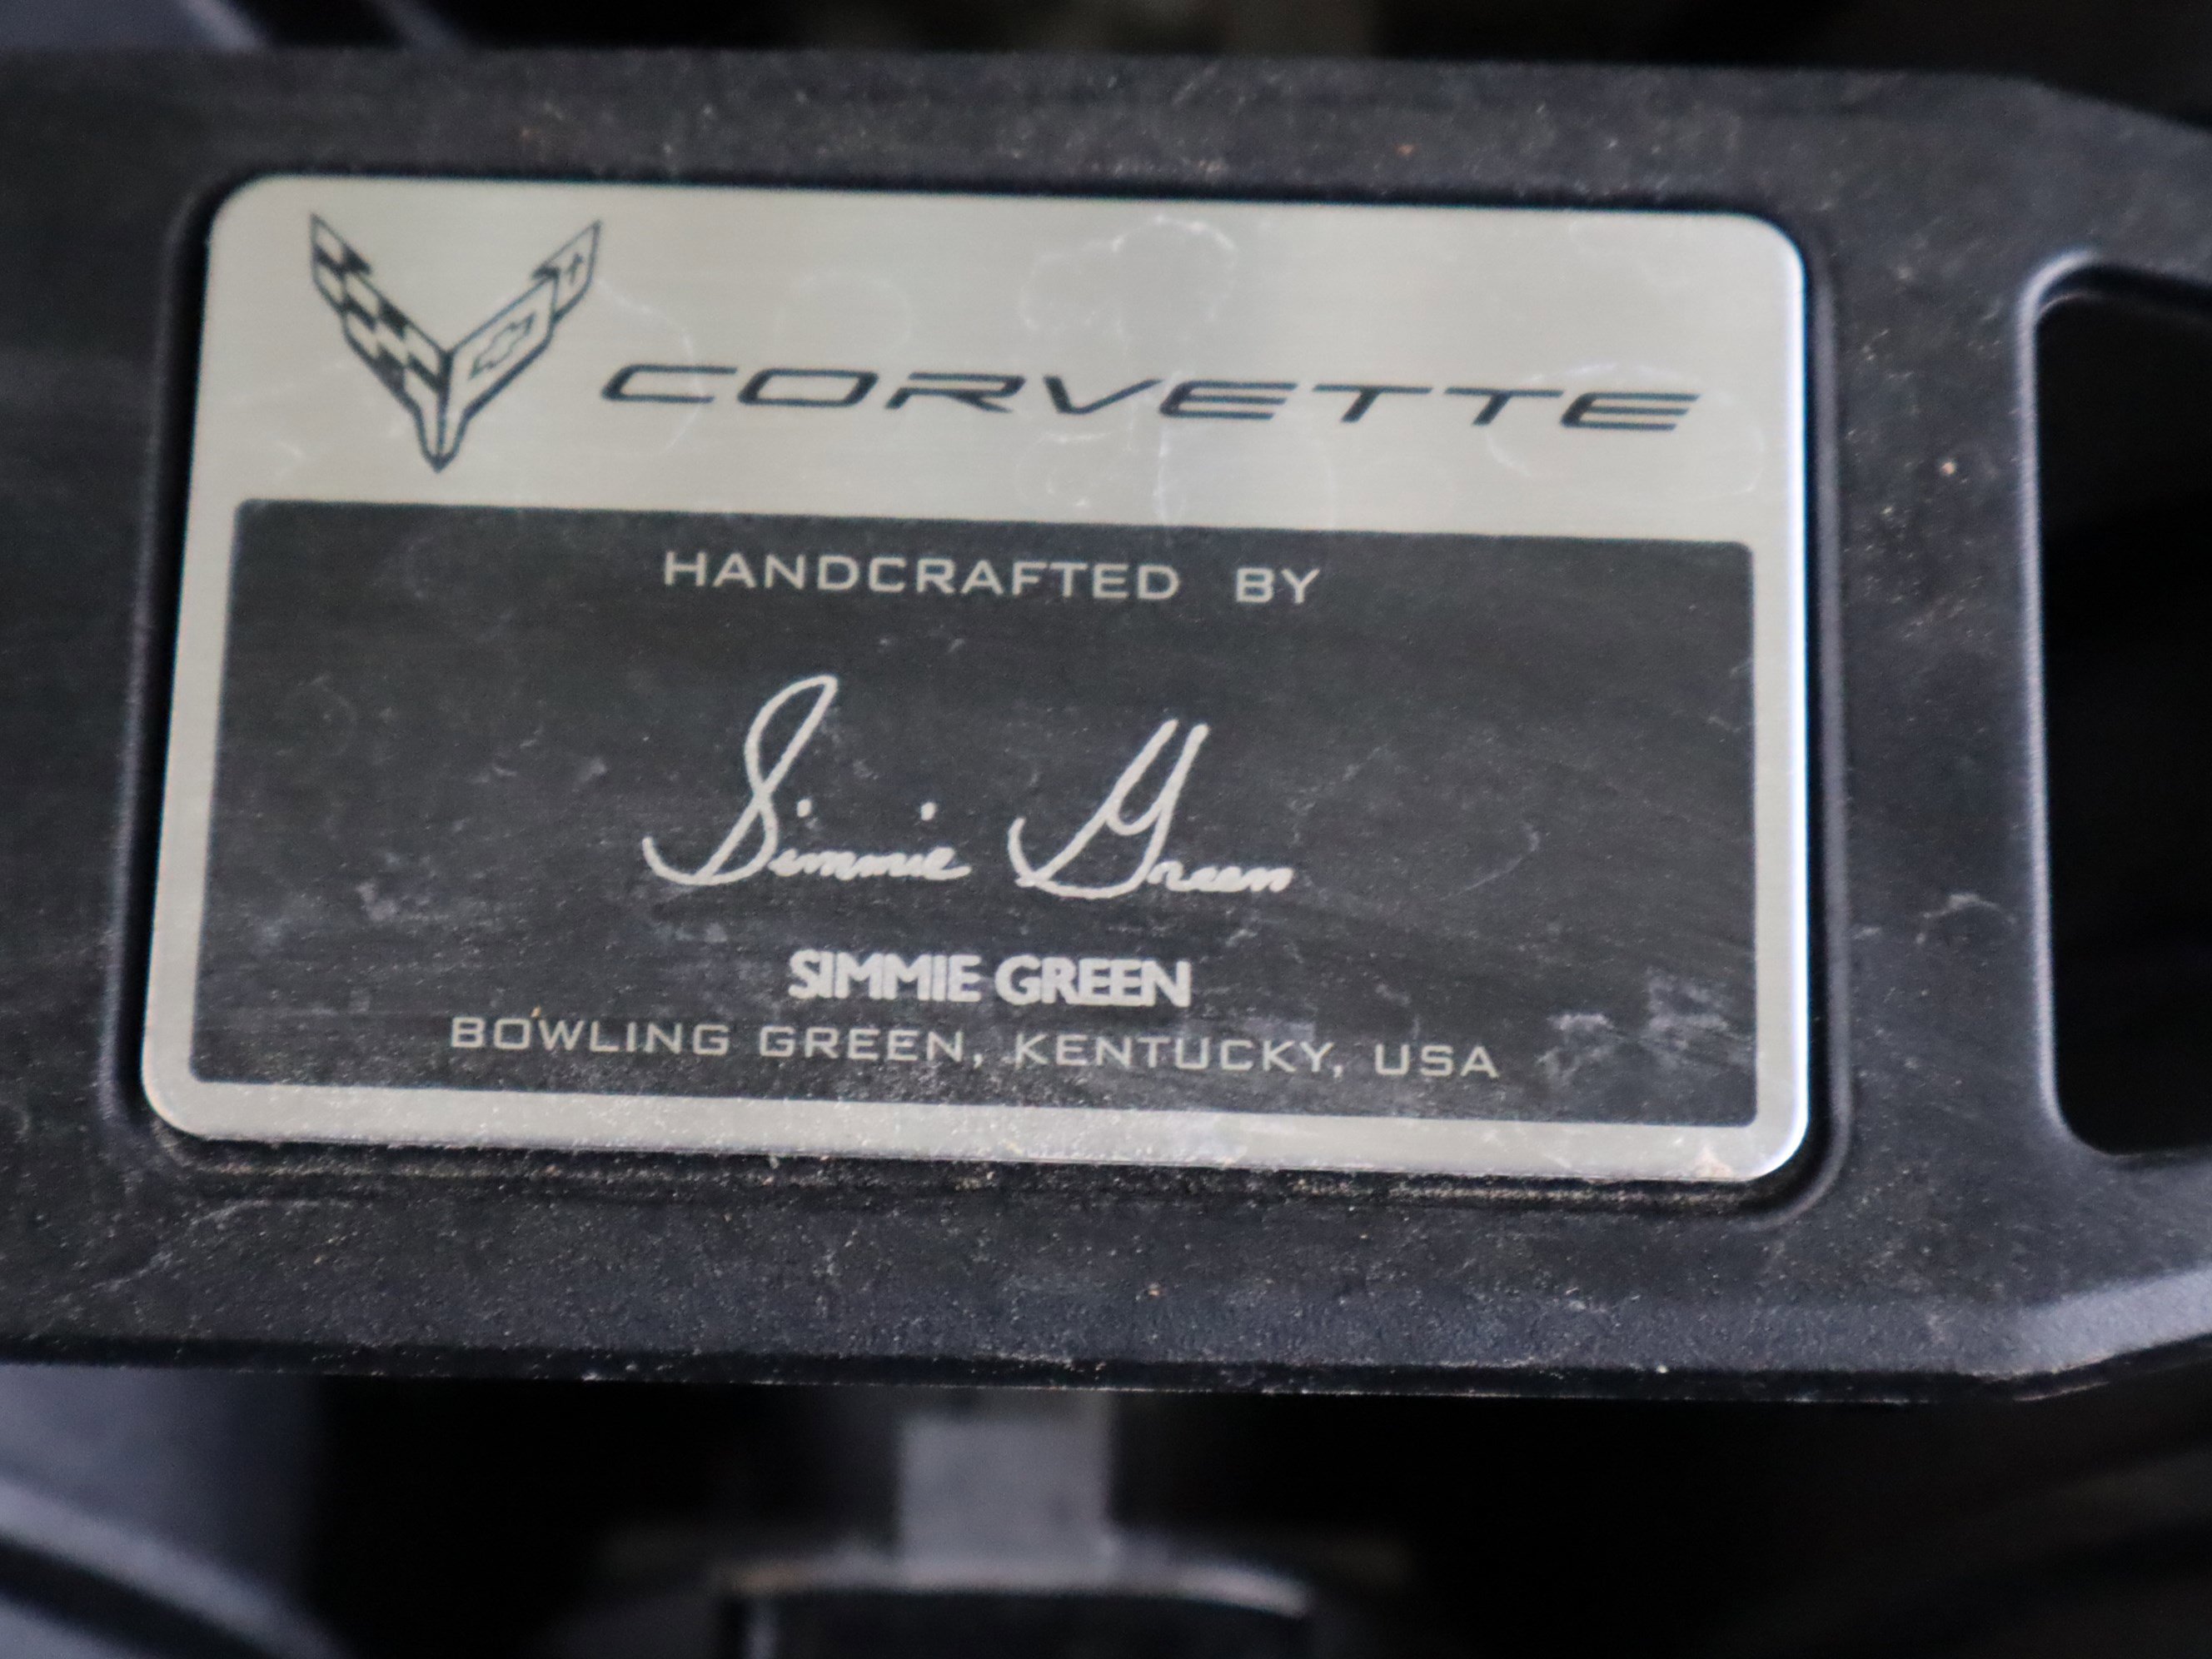 CORVETTE
HANDCRAFTED BY
Simmie Green
SIMMIE GREEN
BOWLING GREEN, KENTUCKY, USA